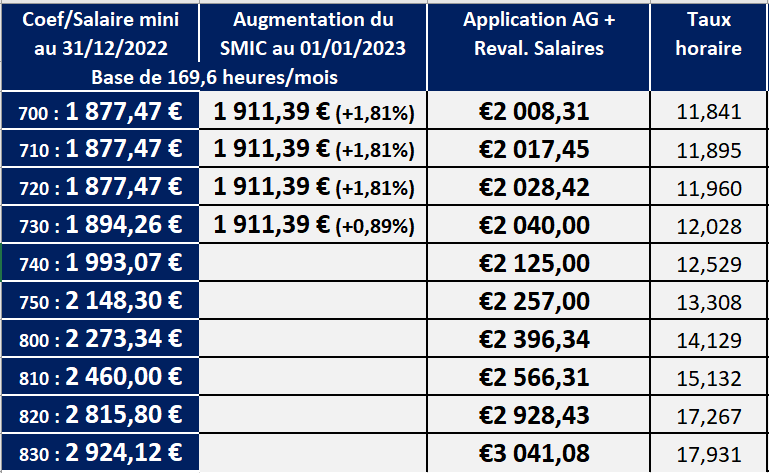 Coef/Salaire mini au 31/12/2022 Augmentation du SMIC au 01/01/2023 Application AG + Reval. Salaires Taux horaire
Base de 169,6 heures/mois
700 : 1 877,47 € 1 911,39 € (+1,81%) €2 008,31 11,841
710 : 1 877,47 € 1 911,39 € (+1,81%) €2 017,45 11,895
720 : 1 877,47 € 1 911,39 € (+1,81%) €2 028,42 11,960
730 : 1 894,26 € 1 911,39 € (+0,89%) €2 040,00 12,028
740 : 1 993,07 € €2 125,00 12,529
750 : 2 148,30 € €2 257,00 13,308
800 : 2 273,34 € €2 396,34 14,129
810 : 2 460,00 € €2 566,31 15,132
820 : 2 815,80 € €2 928,43 17,267
830 : 2 924,12 € €3 041,08 17,931